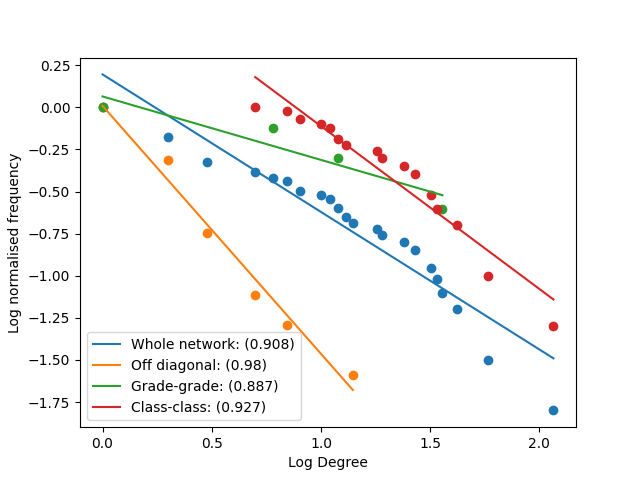 0.25
0.00
−0.25
−0.50
−0.75
−1.00
−1.25
−1.50
−1.75
Log normalised frequency
Whole network: (0.908)
Off diagonal: (0.98)
Grade-grade: (0.887)
Class-class: (0.927)
0.0 0.5 1.0 1.5 2.0
Log Degree